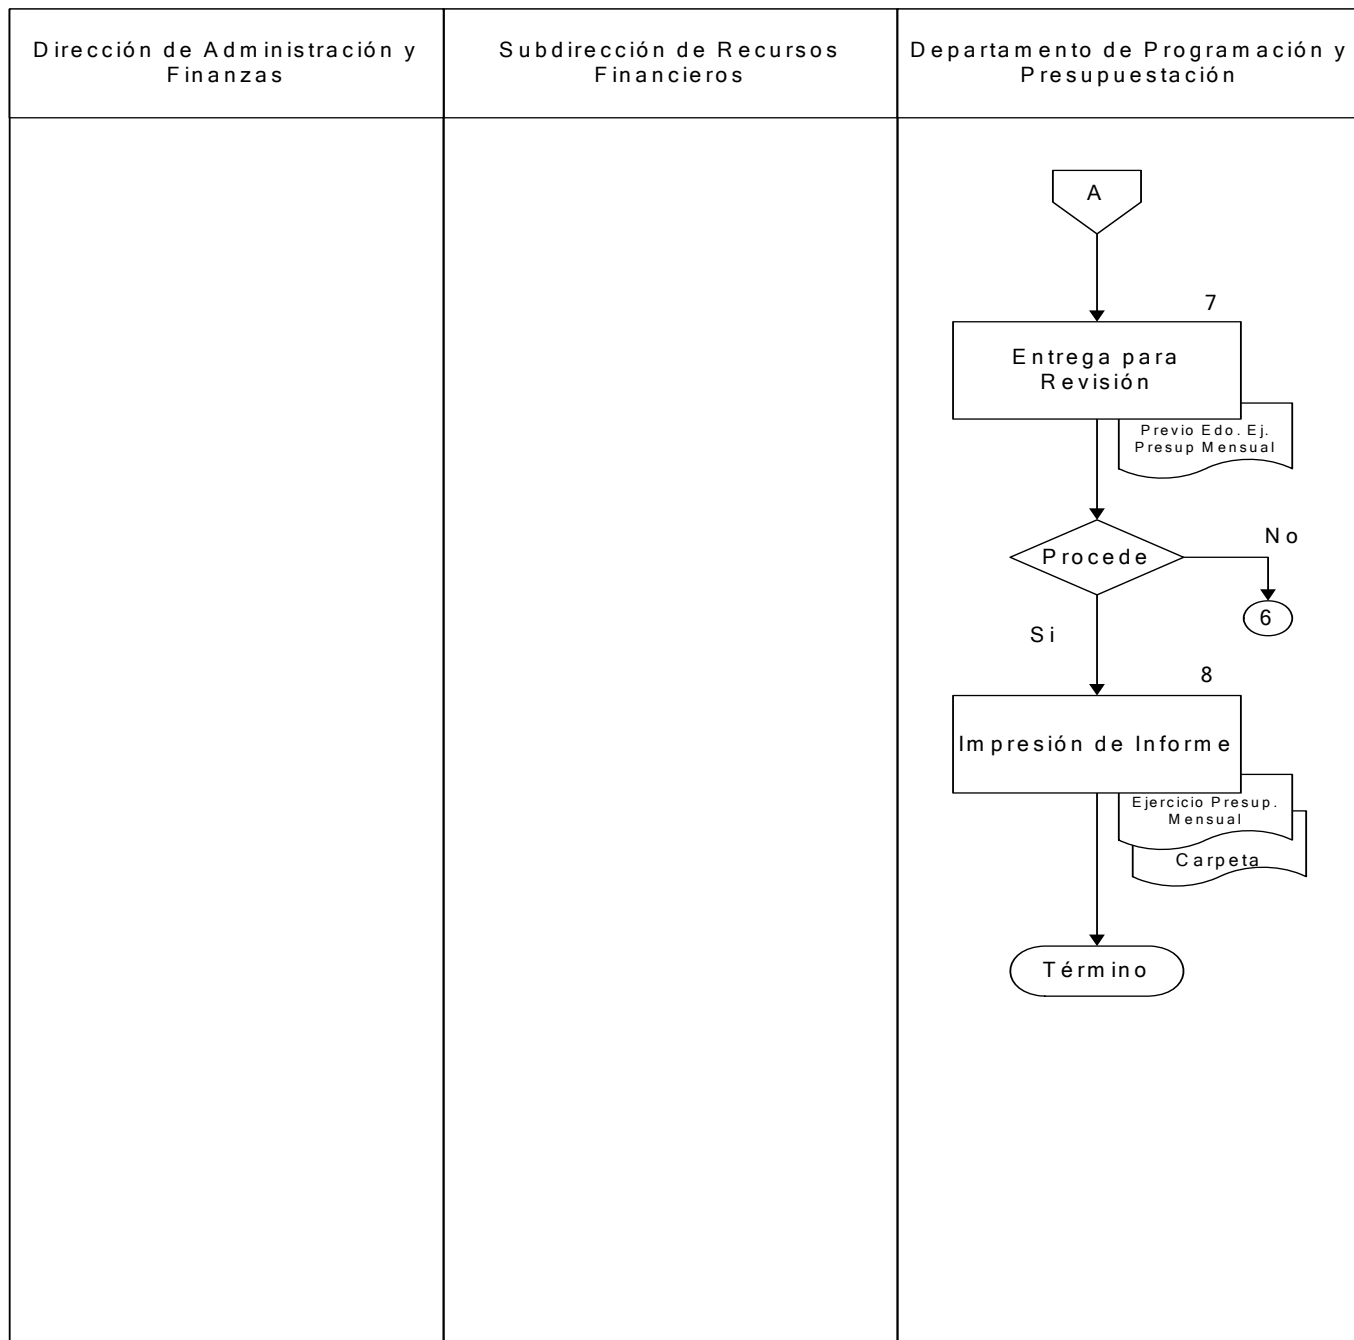 Dirección de Administración y
Finanzas
Subdirección de Recursos
Financieros
Departamento de Programación y
Presupuestación
A
7
Entrega para
Revisión
Previo Edo. Ej.
Presup Mensual
Procede
No
6
Si
8
Impresión de Informe
Ejercicio Presup.
Mensual
Carpeta
Término